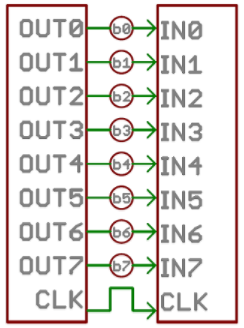 OUT0 b0 IN0
OUT1 b1 IN1
OUT2 b2 IN2
OUT3 b3 IN3
OUT4 b4 IN4
OUT5 b5 IN5
OUT6 b6 IN6
OUT7 b7 IN7
CLK CLK